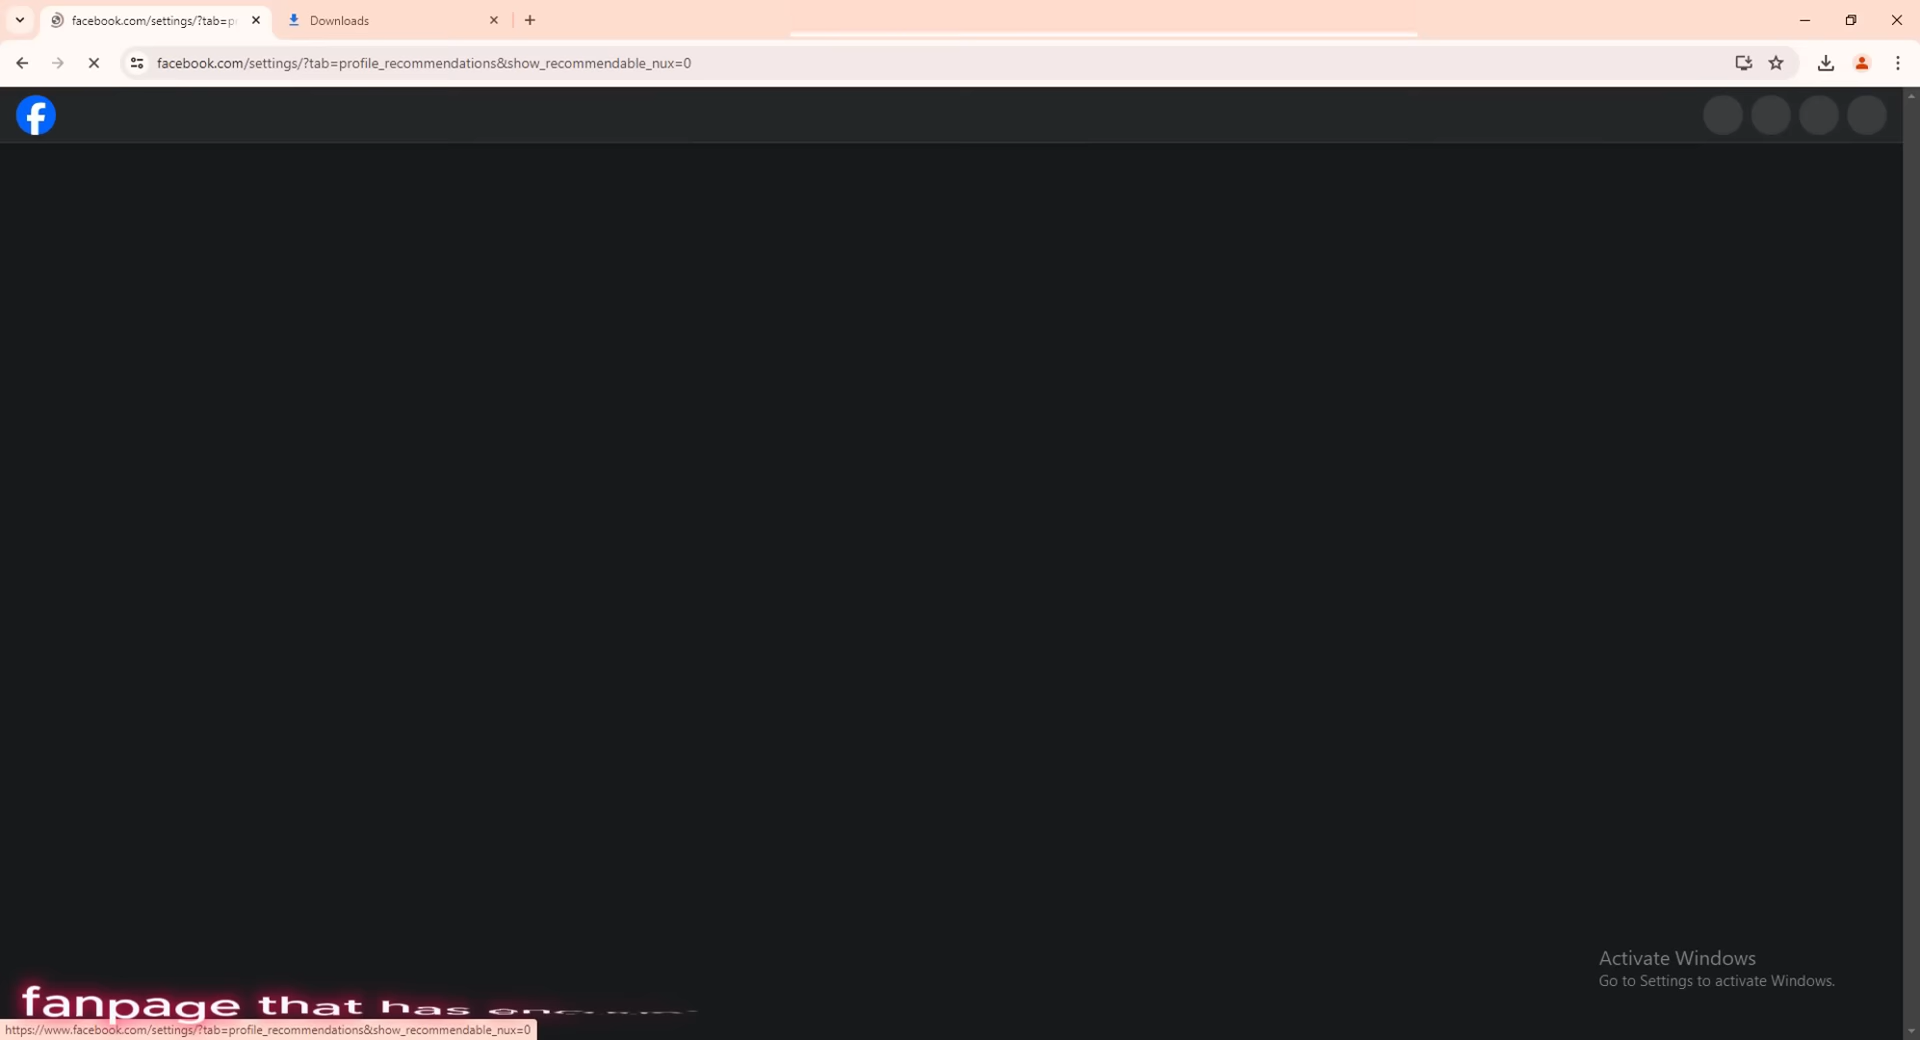 facebook.com/settings/?tab=p
Downloads
facebook.com/settings/?tab=profile_recommendations&show_recommendable_nux=0
Activate Windows
Go to Settings to activate Windows.
fanpage that has
https://www.facebook.com/settings/?tab=profile_recommendations&show_recommendable_nux=0